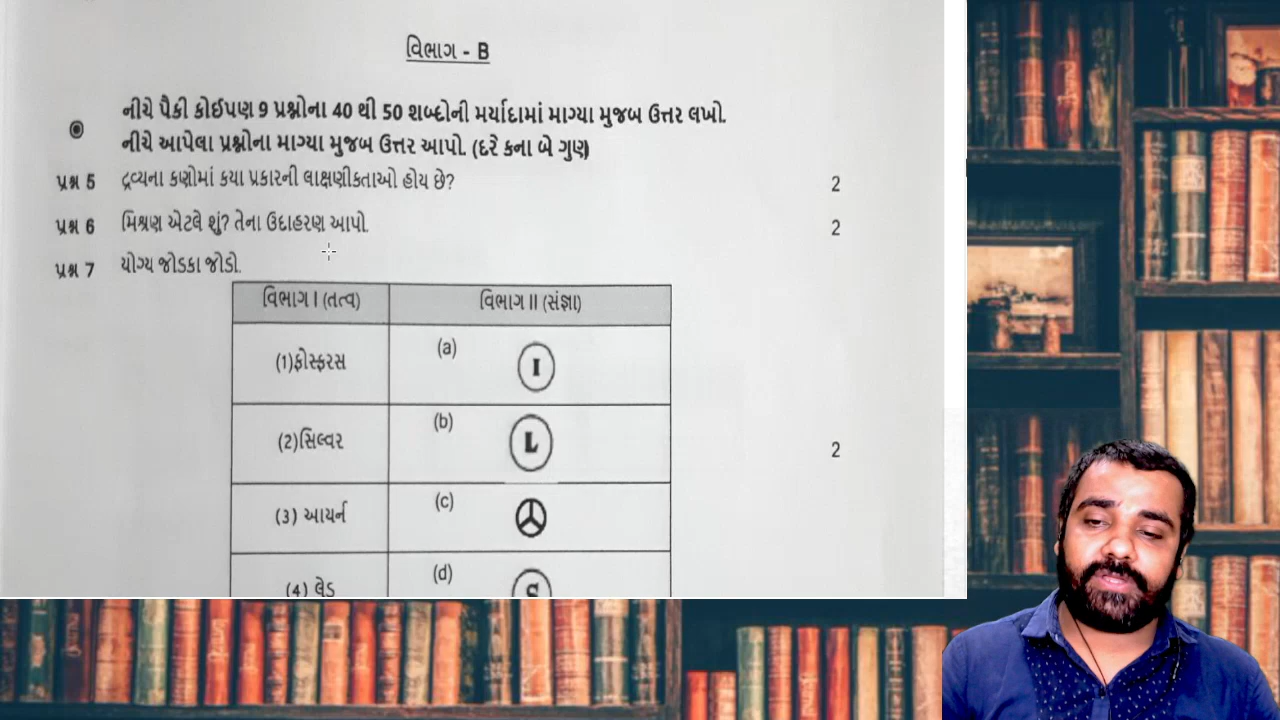 વિભાગ - B
નીચે પૈકી કોઈપણ 9 પ્રશ્નોના 40 થી 50 શબ્દોની મર્યાદામાં માગ્યા મુજબ ઉત્તર લખો.
નીચે આપેલા પ્રશ્નોના માગ્યા મુજબ ઉત્તર આપો. (દરેકના બે ગુણ)
પ્રશ્ન 5 દ્રવ્યના કણોમાં કયા પ્રકારની લાક્ષણીકતાઓ હોય છે? 2
પ્રશ્ન 6 મિશ્રણ એટલે શું? તેના ઉદાહરણ આપો. 2
પ્રશ્ન 7 યોગ્ય જોડકા જોડો.
વિભાગ I (તત્વ) વિભાગ II (સંજ્ઞા)
(1)ફોસ્ફરસ (a) I
(2)સિલ્વર (b) L 2
(3) આયર્ન (c)
(4) લેડ (d) S